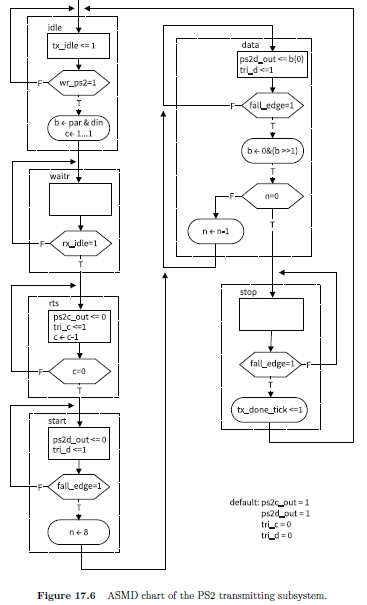 idle
tx_idle <= 1
wr_ps2=1
F
T
b ← par & din
c← 1...1
waitr
rx_idle=1
F
T
rts
ps2c_out <= 0
tri_c <=1
c ← c-1
c=0
F
T
start
ps2d_out <= 0
tri_d <=1
fall_edge=1
F
T
n ← 8
data
ps2d_out <= b(0)
tri_d <=1
fall_edge=1
F
T
b ← 0&(b >>1)
T
n=0
F
T
n ← n-1
stop
fall_edge=1
F
T
tx_done_tick <=1
default: ps2c_out = 1
ps2d_out = 1
tri_c = 0
tri_d = 0
Figure 17.6 ASMD chart of the PS2 transmitting subsystem.